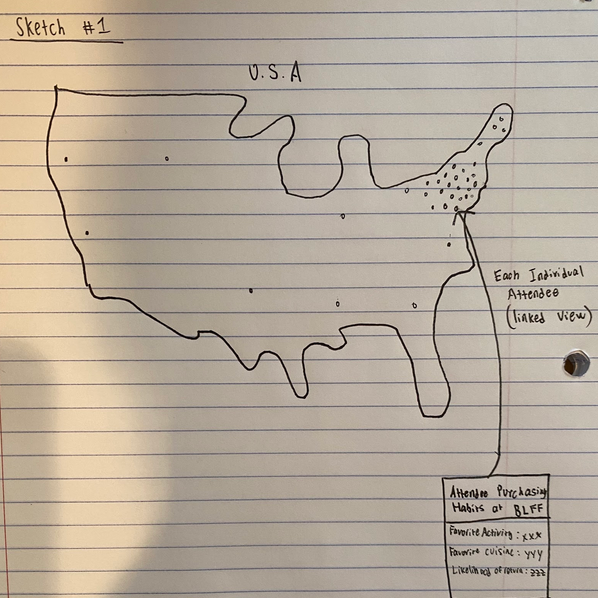 Sketch #1
U.S.A
Each Individual
Attendee
(linked view)
Attendee Purchasing
Habits at BLFF
Favorite Activity : xxx
Favorite cuisine : yyy
Likelihood of return : zzz